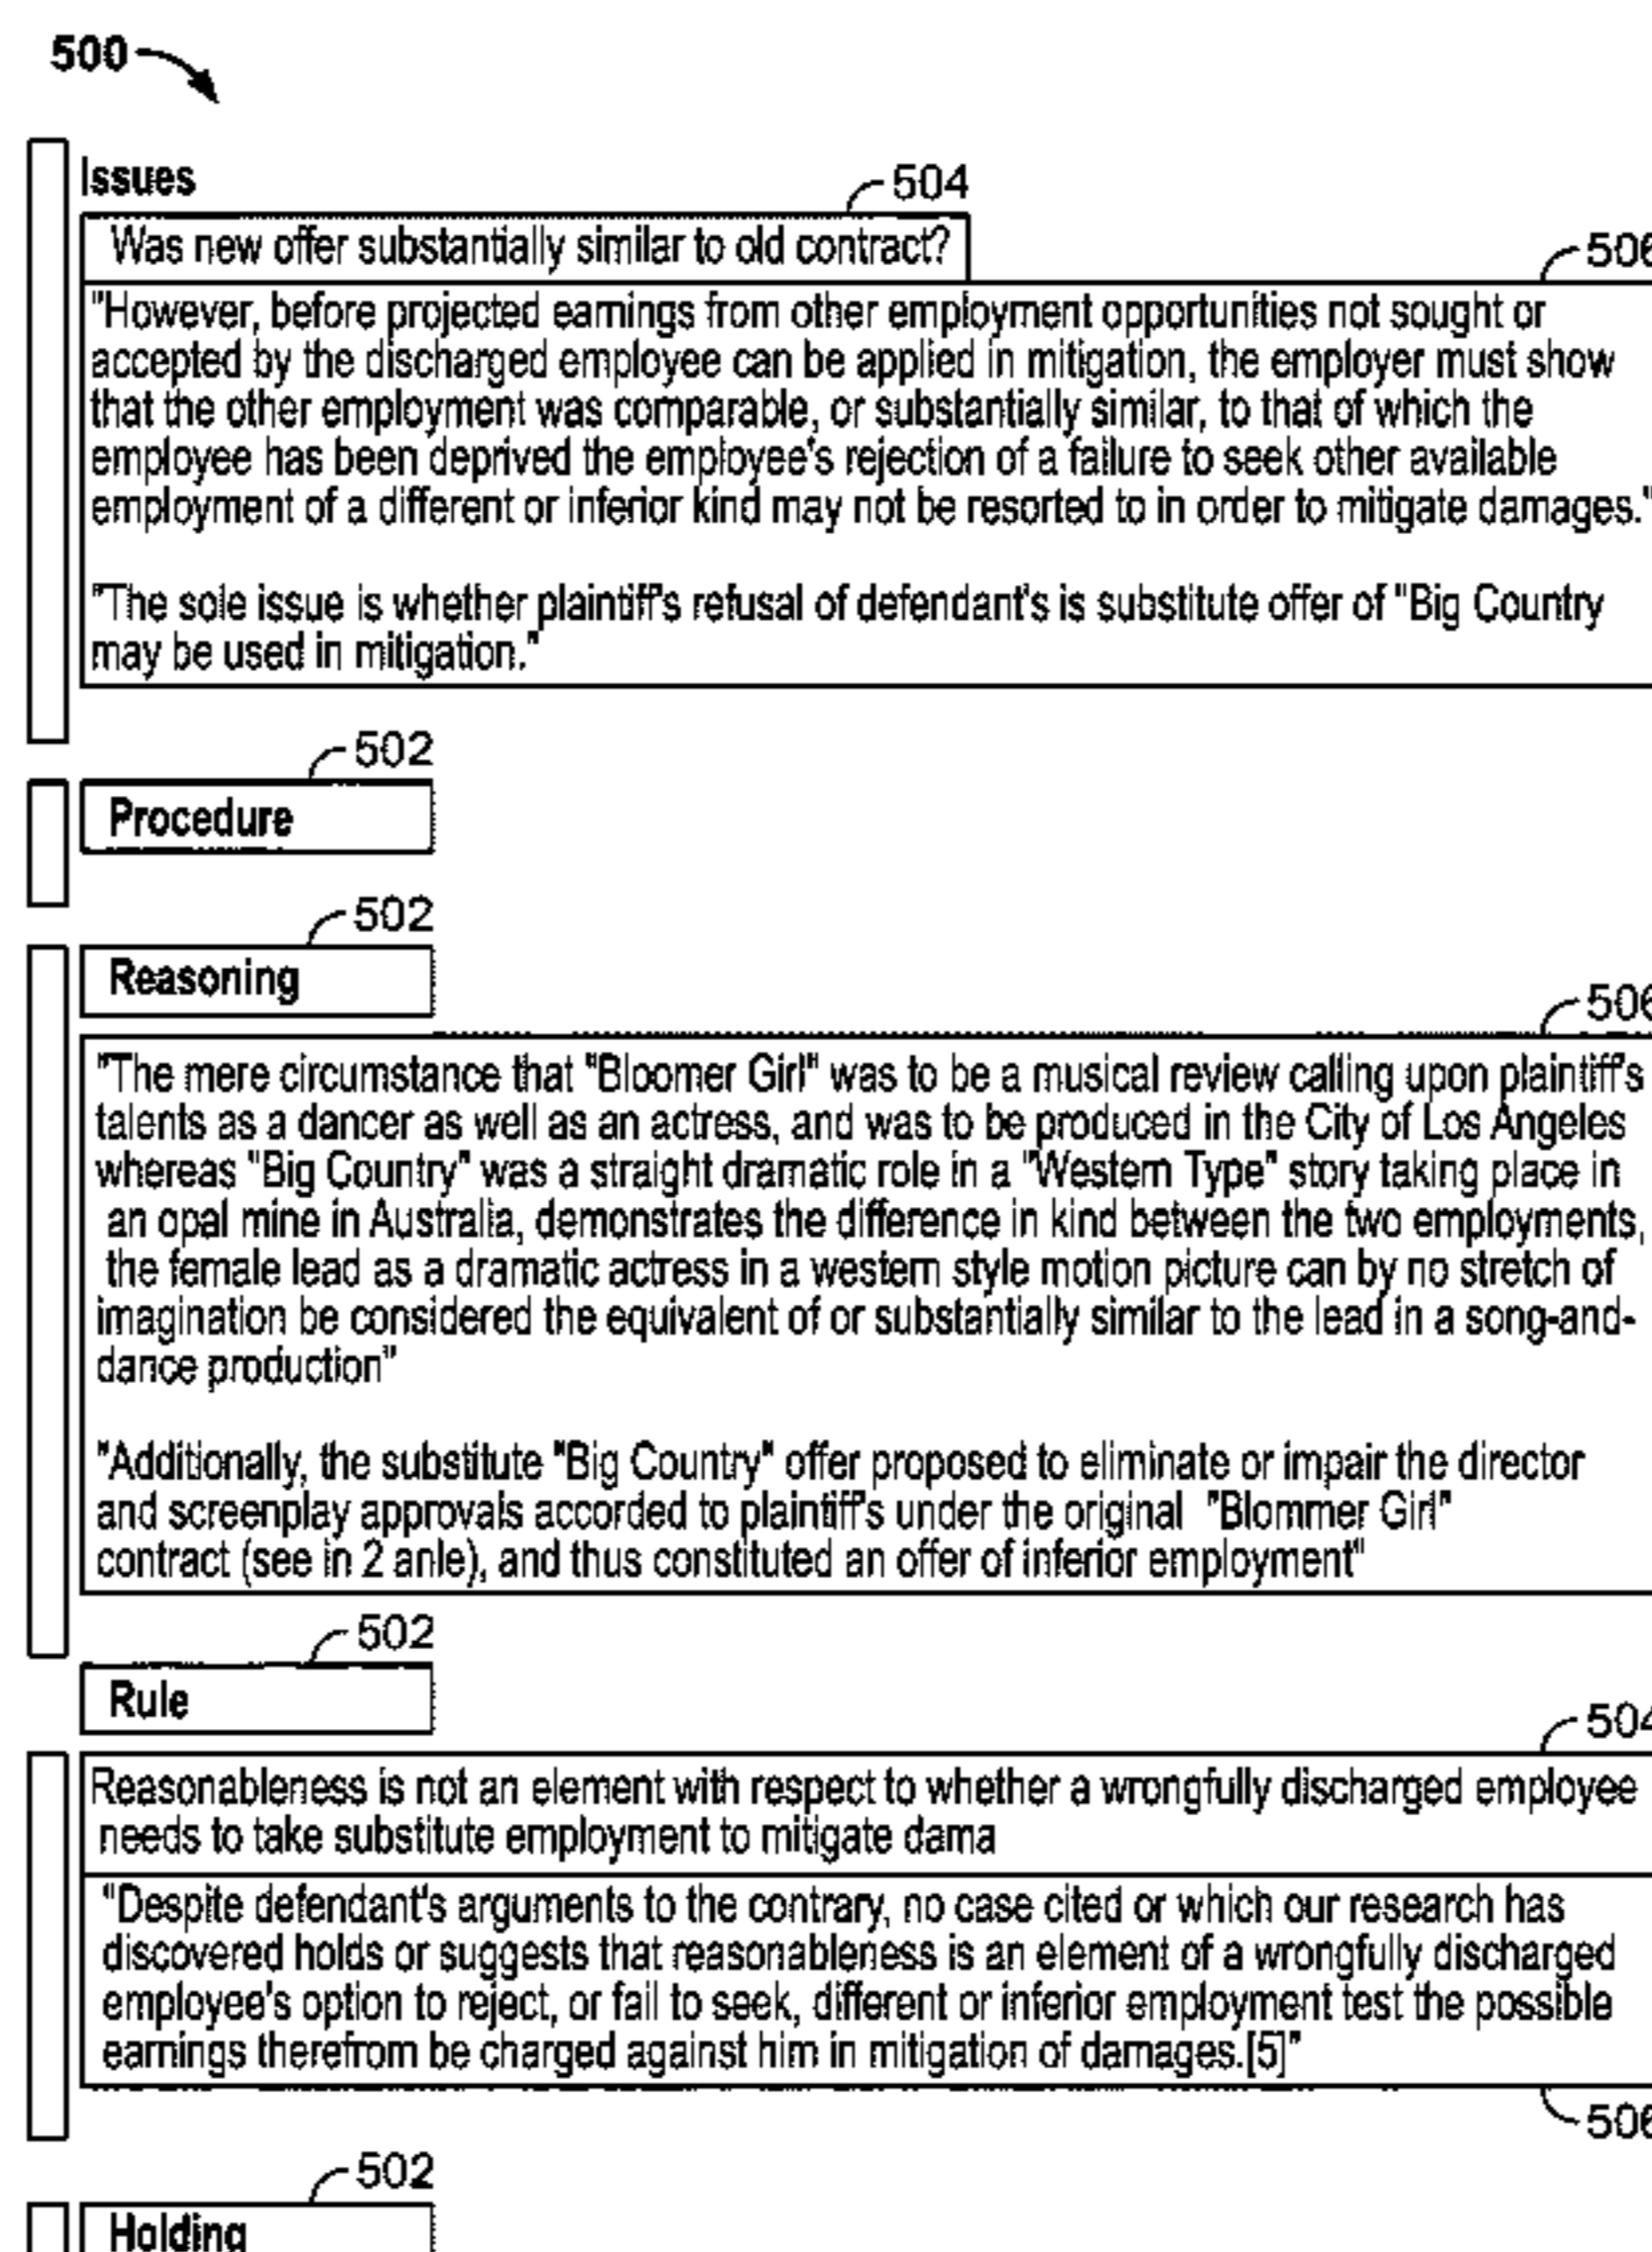 500
Issues
504
Was new offer substantially similar to old contract?
506
"However, before projected earnings from other employment opportunities not sought or
accepted by the discharged employee can be applied in mitigation, the employer must show
that the other employment was comparable, or substantially similar, to that of which the
employee has been deprived the employee's rejection of a failure to seek other available
employment of a different or inferior kind may not be resorted to in order to mitigate damages."
"The sole issue is whether plaintiff's refusal of defendant's is substitute offer of "Big Country
may be used in mitigation."
502
Procedure
502
Reasoning
506
"The mere circumstance that "Bloomer Girl" was to be a musical review calling upon plaintiff's
talents as a dancer as well as an actress, and was to be produced in the City of Los Angeles
whereas "Big Country" was a straight dramatic role in a "Western Type" story taking place in
an opal mine in Australia, demonstrates the difference in kind between the two employments,
the female lead as a dramatic actress in a western style motion picture can by no stretch of
imagination be considered the equivalent of or substantially similar to the lead in a song-and-
dance production"
"Additionally, the substitute "Big Country" offer proposed to eliminate or impair the director
and screenplay approvals accorded to plaintiff's under the original "Blommer Girl"
contract (see in 2 anle), and thus constituted an offer of inferior employment"
502
Rule
504
Reasonableness is not an element with respect to whether a wrongfully discharged employee
needs to take substitute employment to mitigate dama
"Despite defendant's arguments to the contrary, no case cited or which our research has
discovered holds or suggests that reasonableness is an element of a wrongfully discharged
employee's option to reject, or fail to seek, different or inferior employment test the possible
earnings therefrom be charged against him in mitigation of damages.[5]"
506
502
Holding